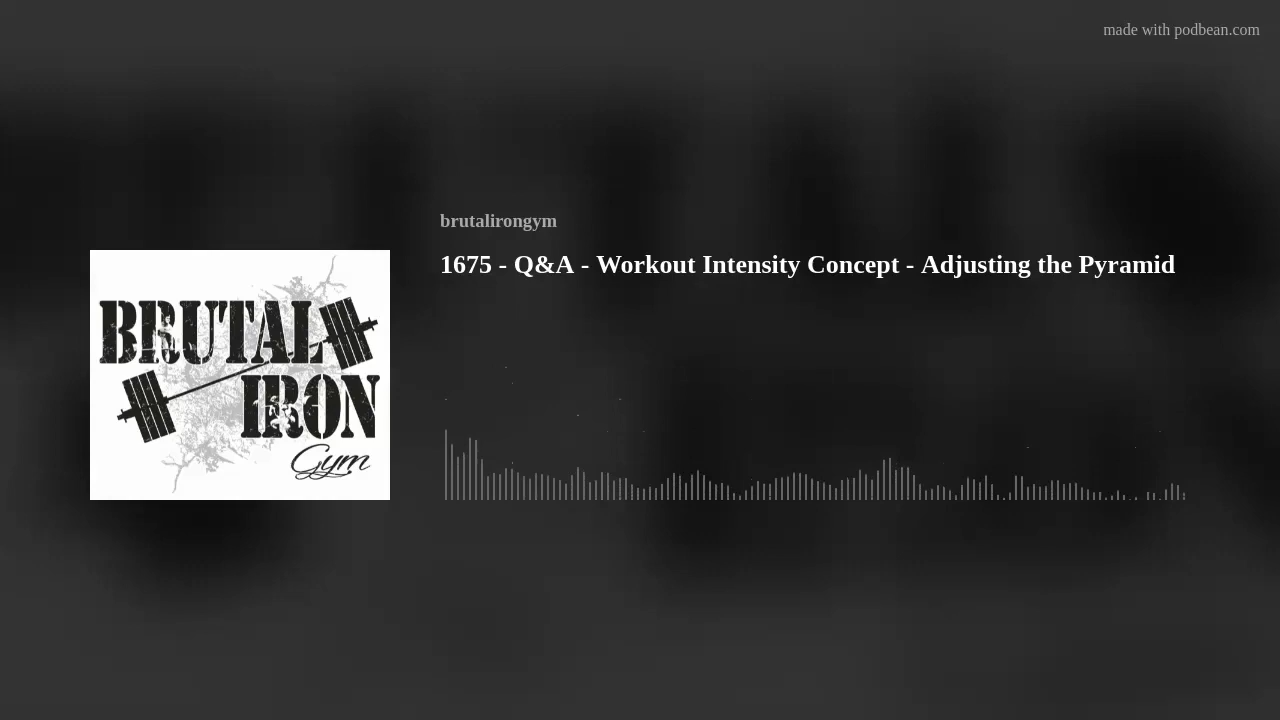 made with podbean.com
brutalirongym
1675 - Q&A - Workout Intensity Concept - Adjusting the Pyramid
BRUTAL
IRON
Gym